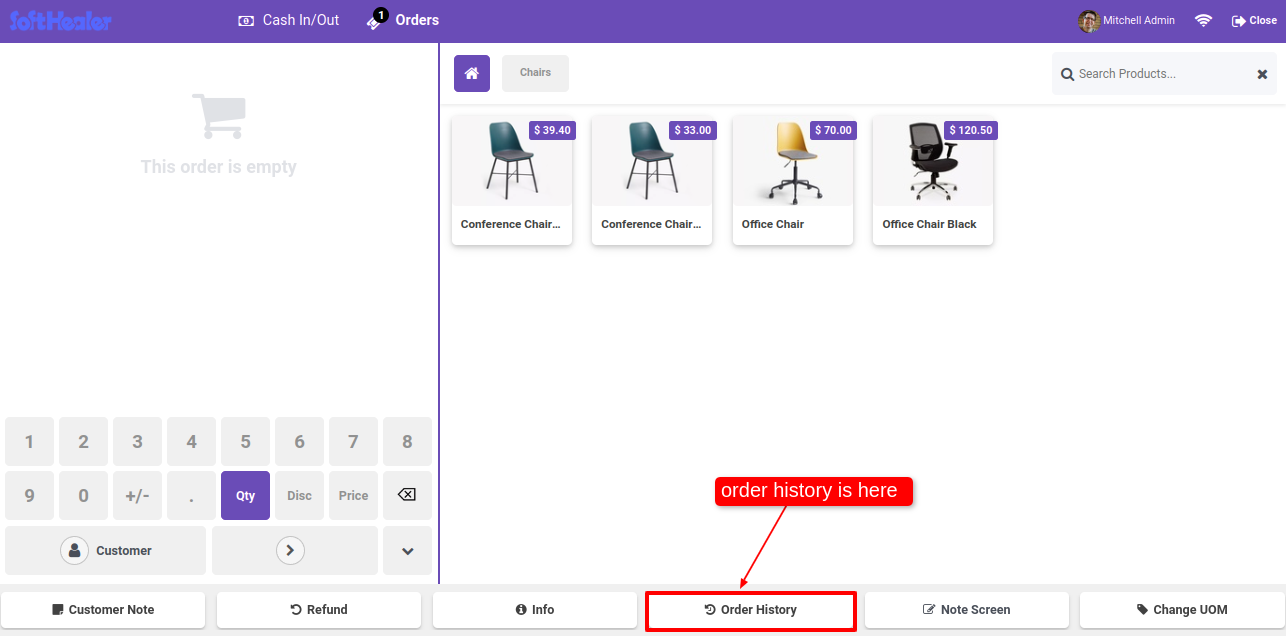 SoftHealer
Cash In/Out
1
Orders
Mitchell Admin
Close
Chairs
Search Products...
This order is empty
$ 39.40
$ 33.00
$ 70.00
$ 120.50
Conference Chair...
Conference Chair...
Office Chair
Office Chair Black
1 2 3 4 5 6 7 8
9 0 +/- . Qty Disc Price
order history is here
Customer
Customer Note
Refund
Info
Order History
Note Screen
Change UOM